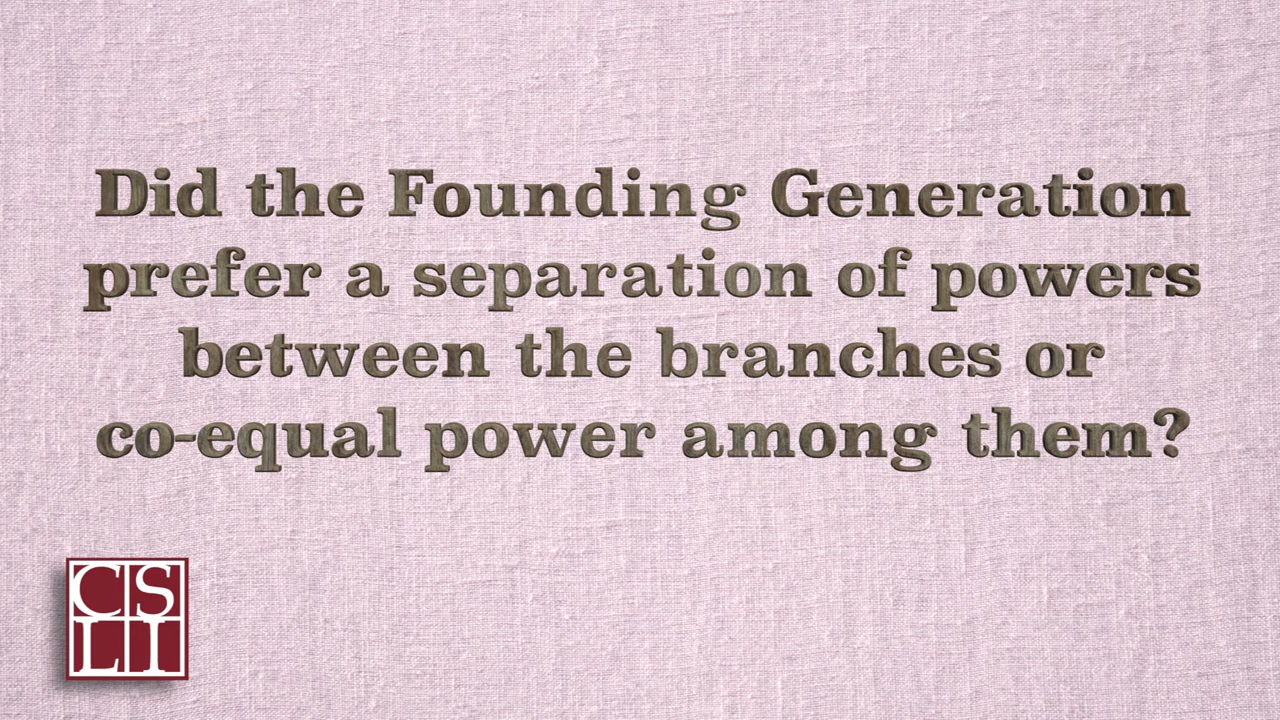 Did the Founding Generation
prefer a separation of powers
between the branches or
co-equal power among them?
CS
LI